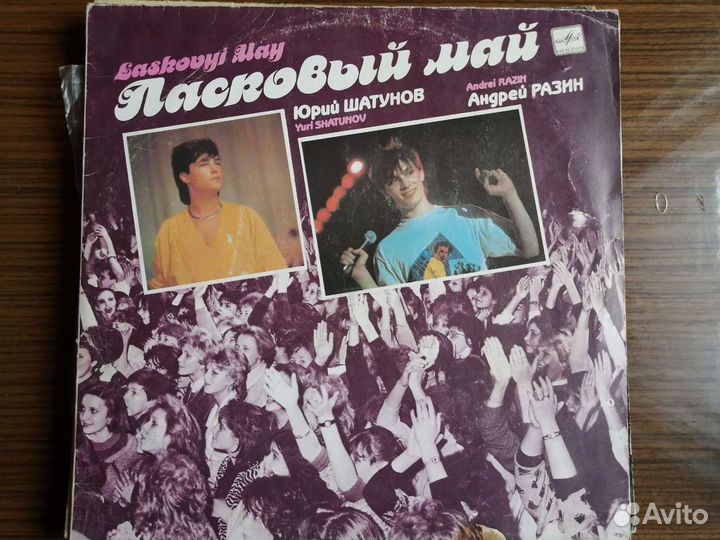 Laskovyi May
Ласковый май
Юрий ШАТУНОВ
Yuri SHATUNOV
Andrei RAZIN
Андрей РАЗИН
Avito